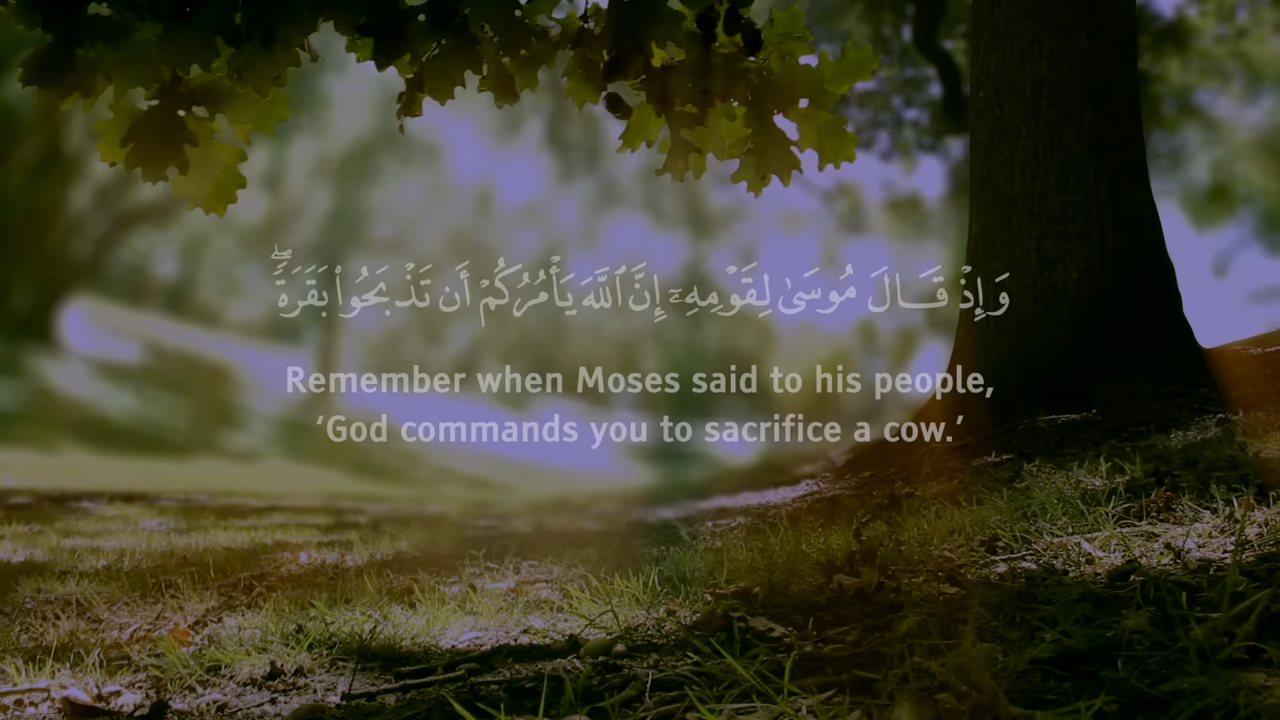 وَإِذْ قَالَ مُوسَىٰ لِقَوْمِهِۦٓ إِنَّ ٱللَّهَ يَأْمُرُكُمْ أَن تَذْبَحُوا۟ بَقَرَةًۖ
Remember when Moses said to his people,
‘God commands you to sacrifice a cow.’